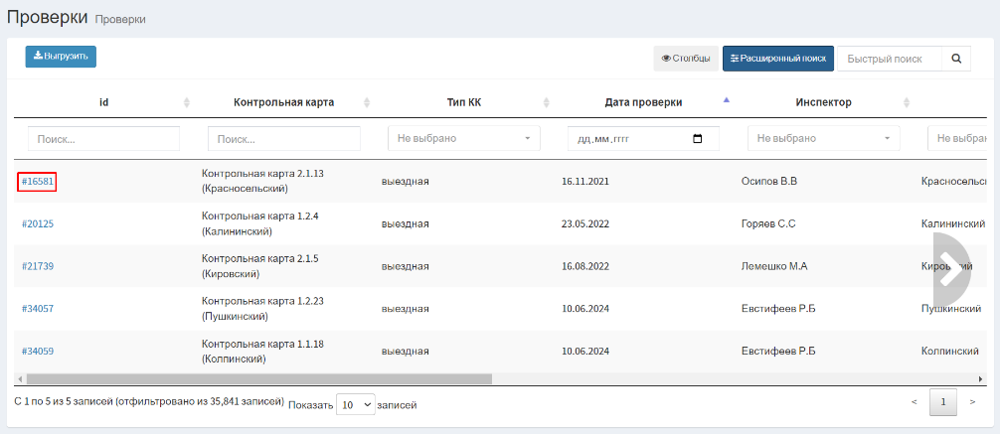 Проверки Проверки
Выгрузить Столбцы Расширенный поиск Быстрый поиск
id Контрольная карта Тип КК Дата проверки Инспектор
Поиск... Поиск... Не выбрано дд.мм.гггг Не выбрано Не выбран
#16581 Контрольная карта 2.1.13 (Красносельский) выездная 16.11.2021 Осипов В.В Красносельс
#20125 Контрольная карта 1.2.4 (Калининский) выездная 23.05.2022 Горяев С.С Калининский
#21739 Контрольная карта 2.1.5 (Кировский) выездная 16.08.2022 Лемешко М.А Кировский
#34057 Контрольная карта 1.2.23 (Пушкинский) выездная 10.06.2024 Евстифеев Р.Б Пушкинский
#34059 Контрольная карта 1.1.18 (Колпинский) выездная 10.06.2024 Евстифеев Р.Б Колпинский
С 1 по 5 из 5 записей (отфильтровано из 35,841 записей) Показать 10 записей < 1 >